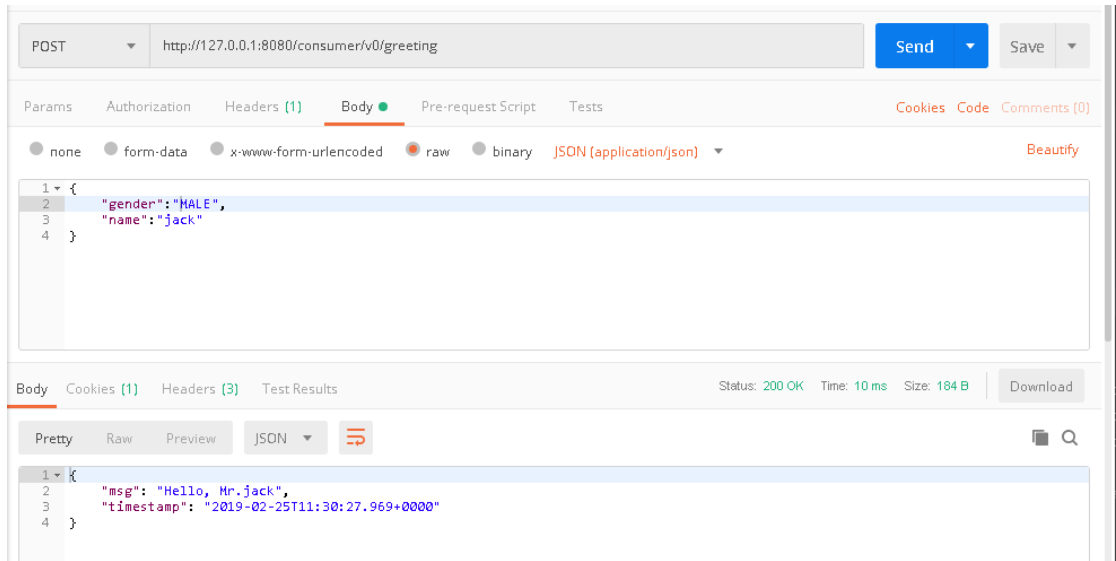 POST http://127.0.0.1:8080/consumer/v0/greeting Send Save
Params Authorization Headers (1) Body Pre-request Script Tests Cookies Code Comments (0)
none form-data x-www-form-urlencoded raw binary JSON (application/json) Beautify
1 {
2 "gender":"MALE",
3 "name":"jack"
4 }
Body Cookies (1) Headers (3) Test Results Status: 200 OK Time: 10 ms Size: 184 B Download
Pretty Raw Preview JSON
1 {
2 "msg": "Hello, Mr.jack",
3 "timestamp": "2019-02-25T11:30:27.969+0000"
4 }